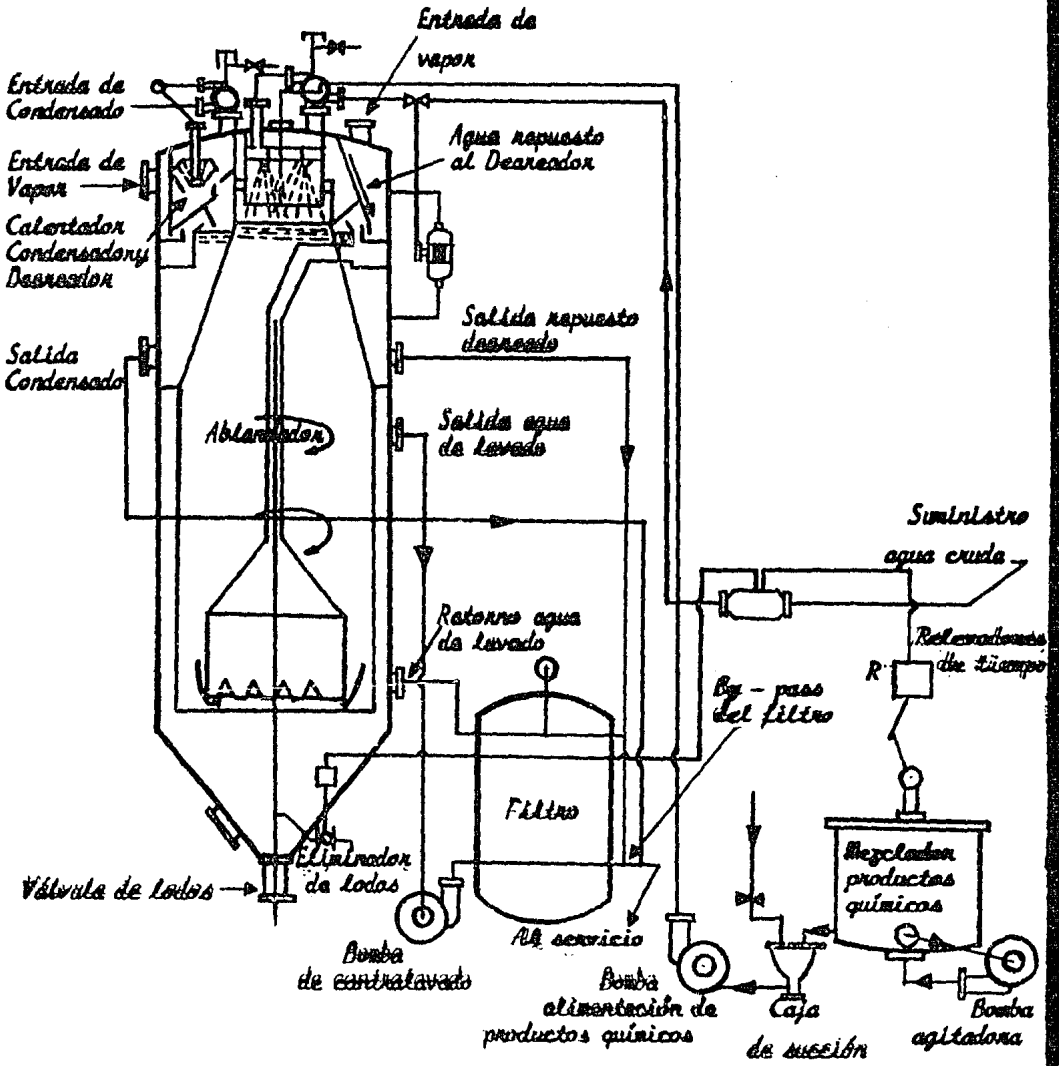 Entrada de
vapor
Entrada de
Condensado
Agua repuesto
al Deareador
Entrada de
Vapor
Calentador
Condensador y
Deareador
Salida repuesto
deareado
Salida
Condensado
Ablandador
Salida agua
de lavado
Suministro
agua cruda
Retorno agua
de lavado
Relevadores
de tiempo
R
By - pass
del filtro
Filtro
Mezclador
productos
químicos
Eliminador
de lodos
Válvula de lodos
Al servicio
Bomba
de contralavado
Bomba
alimentación de
productos químicos
Caja
de succión
Bomba
agitadora